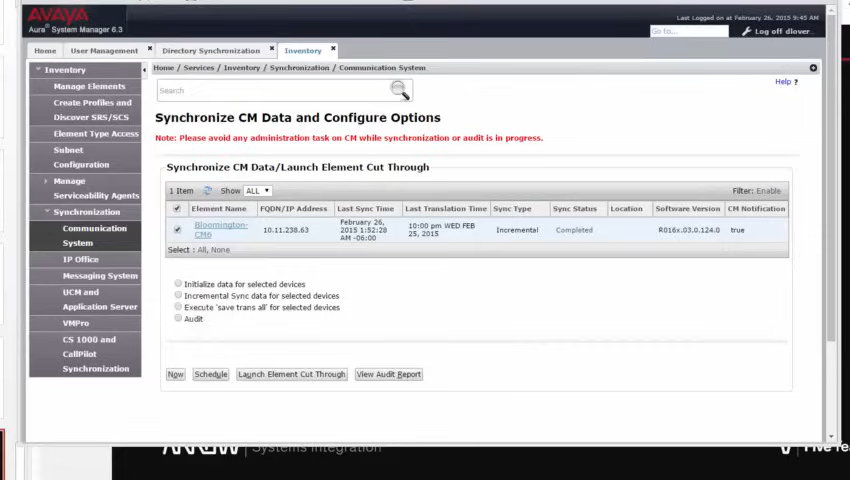 AVAYA
Aura® System Manager 6.3
Last Logged on at February 26, 2015 9:45 AM
Go...
Log off dlover
Home
User Management
Directory Synchronization
Inventory
Inventory
Manage Elements
Create Profiles and
Discover SRS/SCS
Element Type Access
Subnet
Configuration
Manage
Serviceability Agents
Synchronization
Communication
System
IP Office
Messaging System
UCM and
Application Server
VMPro
CS 1000 and
CallPilot
Synchronization
Home / Services / Inventory / Synchronization / Communication System
Help ?
Search
Synchronize CM Data and Configure Options
Note: Please avoid any administration task on CM while synchronization or audit is in progress.
Synchronize CM Data/Launch Element Cut Through
1 Item Show ALL
Filter: Enable
Element Name FQDN/IP Address Last Sync Time Last Translation Time Sync Type Sync Status Location Software Version CM Notification
Bloomington-
CM6
10.11.238.63
February 26,
2015 1:52:28
AM -06:00
10:00 pm WED FEB
25, 2015
Incremental
Completed
R016x.03.0.124.0
true
Select : All, None
Initialize data for selected devices
Incremental Sync data for selected devices
Execute 'save trans all' for selected devices
Audit
Now
Schedule
Launch Element Cut Through
View Audit Report
Systems Integration